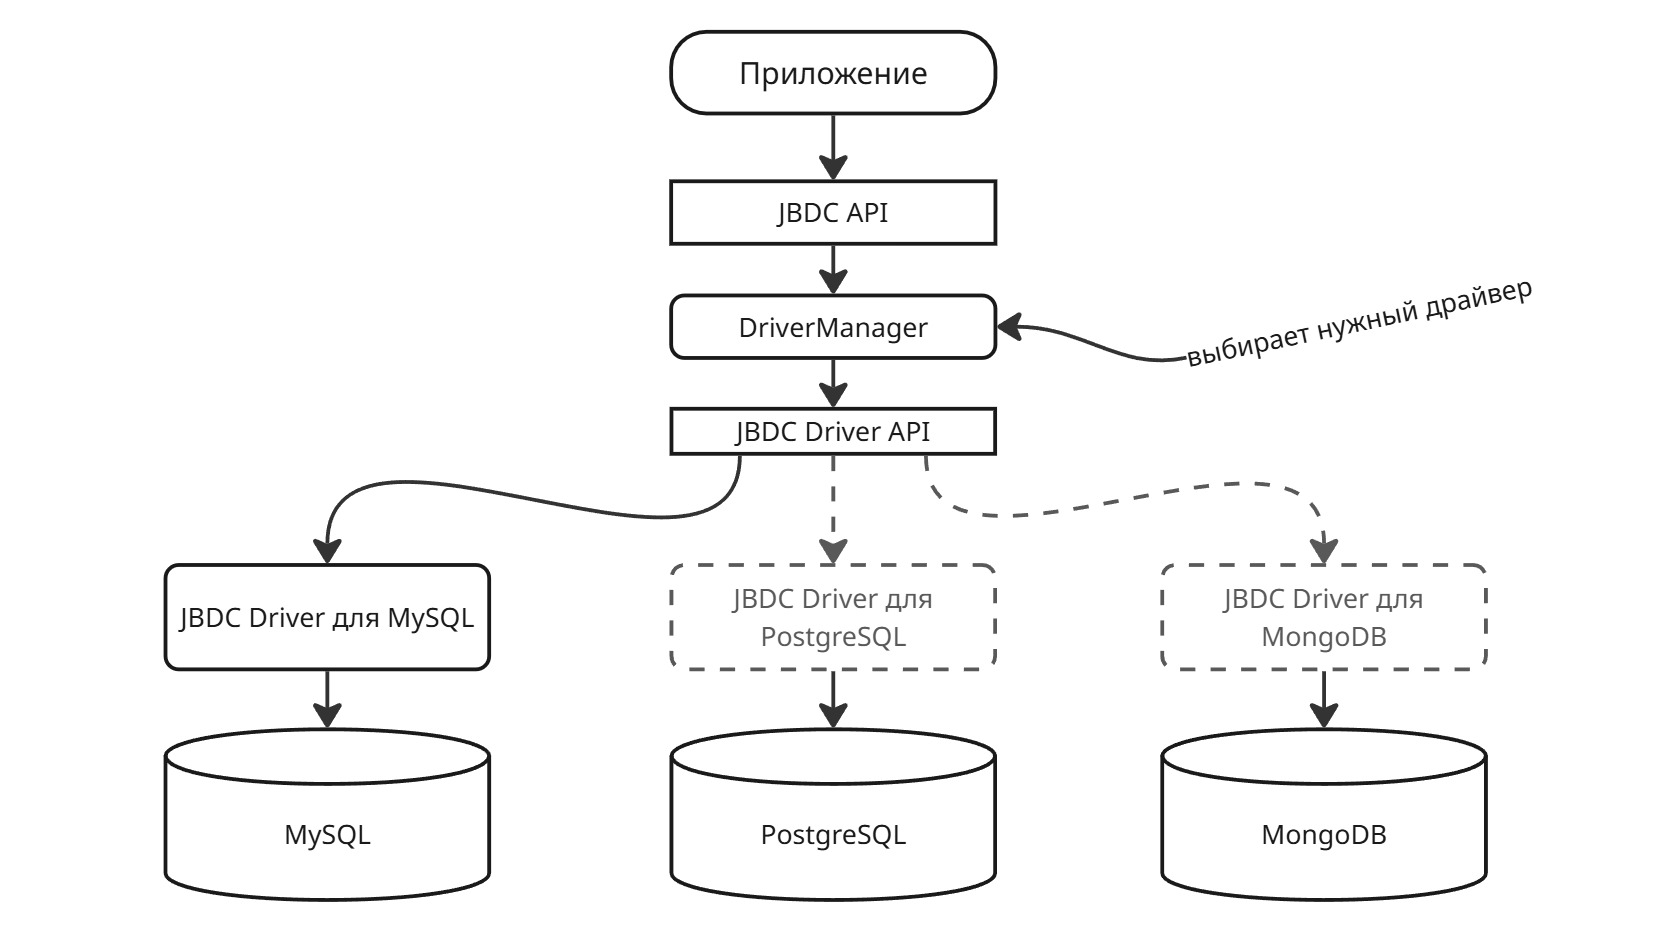 Приложение
JBDC API
DriverManager
выбирает нужный драйвер
JBDC Driver API
JBDC Driver для MySQL
JBDC Driver для
PostgreSQL
JBDC Driver для
MongoDB
MySQL
PostgreSQL
MongoDB